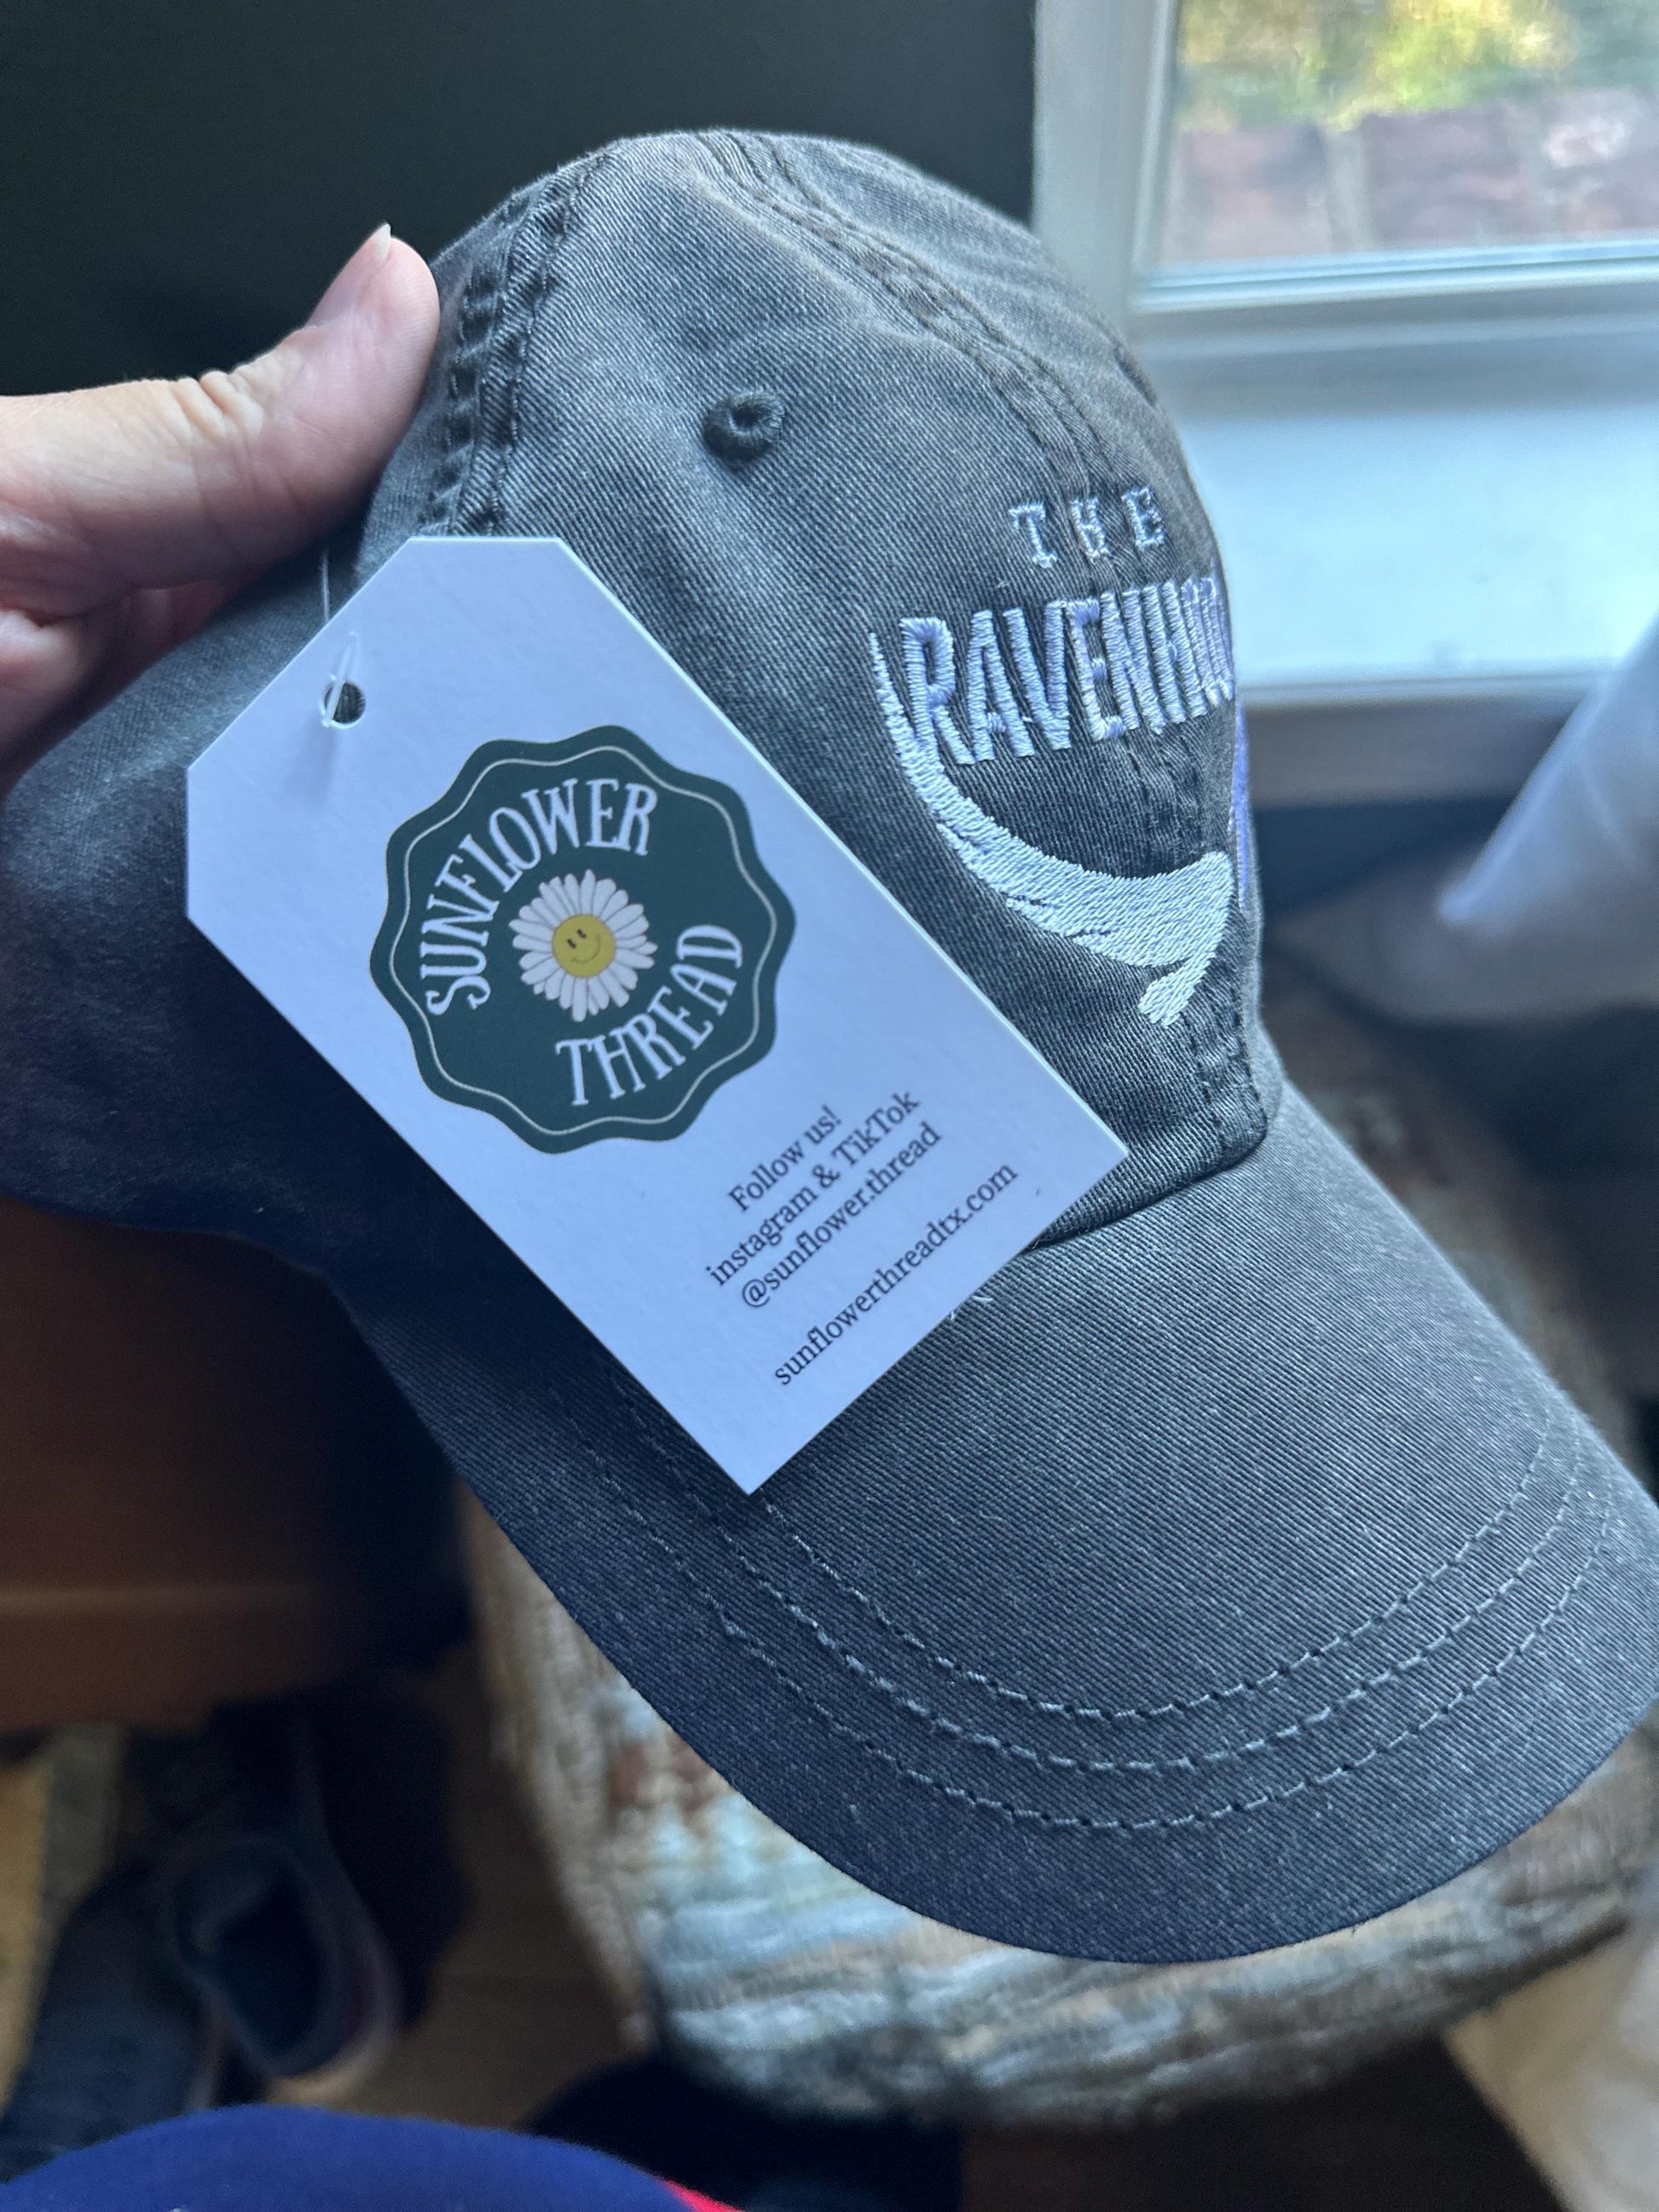 THE
SUNFLOWER
THREAD
Follow us!
instagram & TikTok
@sunflower.thread
sunflowerthreadtx.com